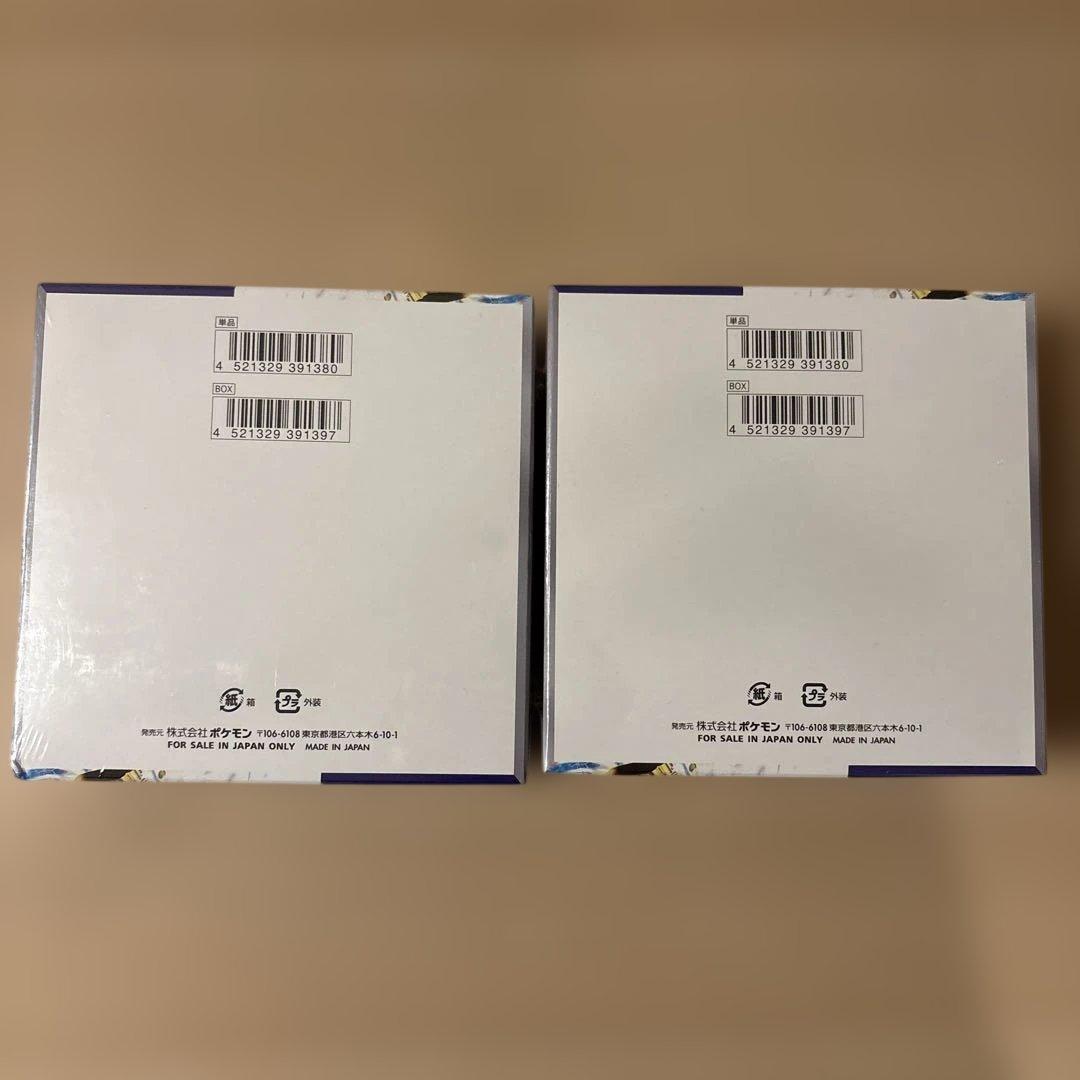 単品
4 521329 391380
BOX
4 521329 391397
紙 箱 プラ 外装
発売元 株式会社ポケモン 〒106-6108 東京都港区六本木6-10-1
FOR SALE IN JAPAN ONLY MADE IN JAPAN
単品
4 521329 391380
BOX
4 521329 391397
紙 箱 プラ 外装
発売元 株式会社ポケモン 〒106-6108 東京都港区六本木6-10-1
FOR SALE IN JAPAN ONLY MADE IN JAPAN